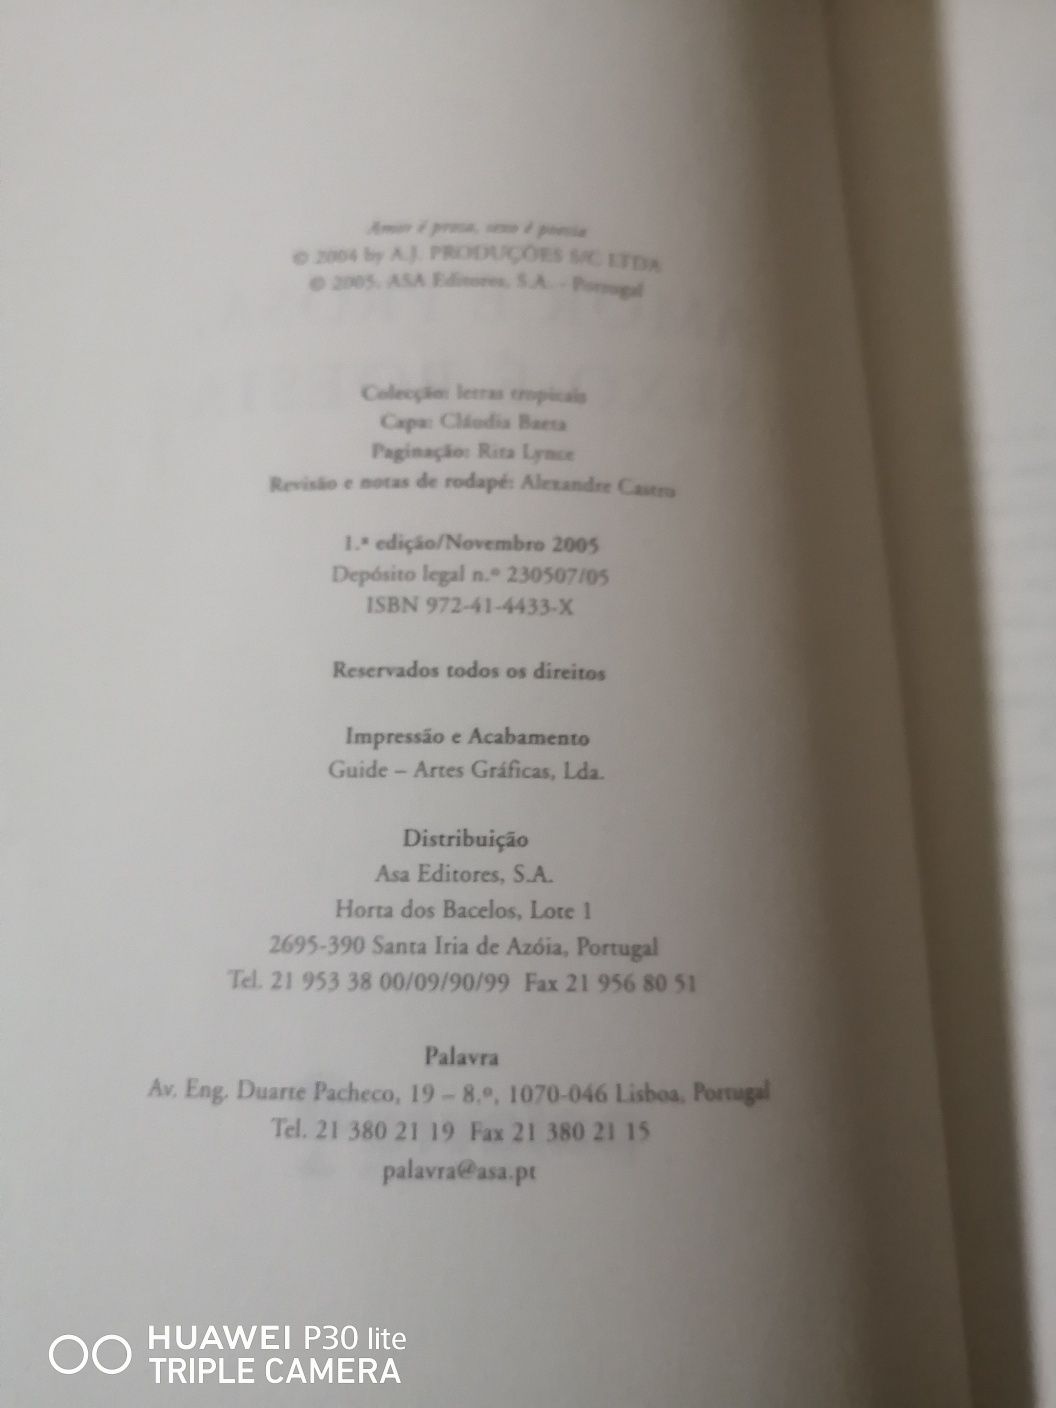 Amor é prosa, sexo é poesia
© 2004 by A.J. PRODUÇÕES S/C LTDA
© 2005, ASA Editores, S.A. - Portugal
Colecção: letras tropicais
Capa: Cláudia Baeta
Paginação: Rita Lynce
Revisão e notas de rodapé: Alexandre Castro
1.ª edição/Novembro 2005
Depósito legal n.º 230507/05
ISBN 972-41-4433-X
Reservados todos os direitos
Impressão e Acabamento
Guide – Artes Gráficas, Lda.
Distribuição
Asa Editores, S.A.
Horta dos Bacelos, Lote 1
2695-390 Santa Iria de Azóia, Portugal
Tel. 21 953 38 00/09/90/99 Fax 21 956 80 51
Palavra
Av. Eng. Duarte Pacheco, 19 – 8.º, 1070-046 Lisboa, Portugal
Tel. 21 380 21 19 Fax 21 380 21 15
palavra@asa.pt
HUAWEI P30 lite
TRIPLE CAMERA